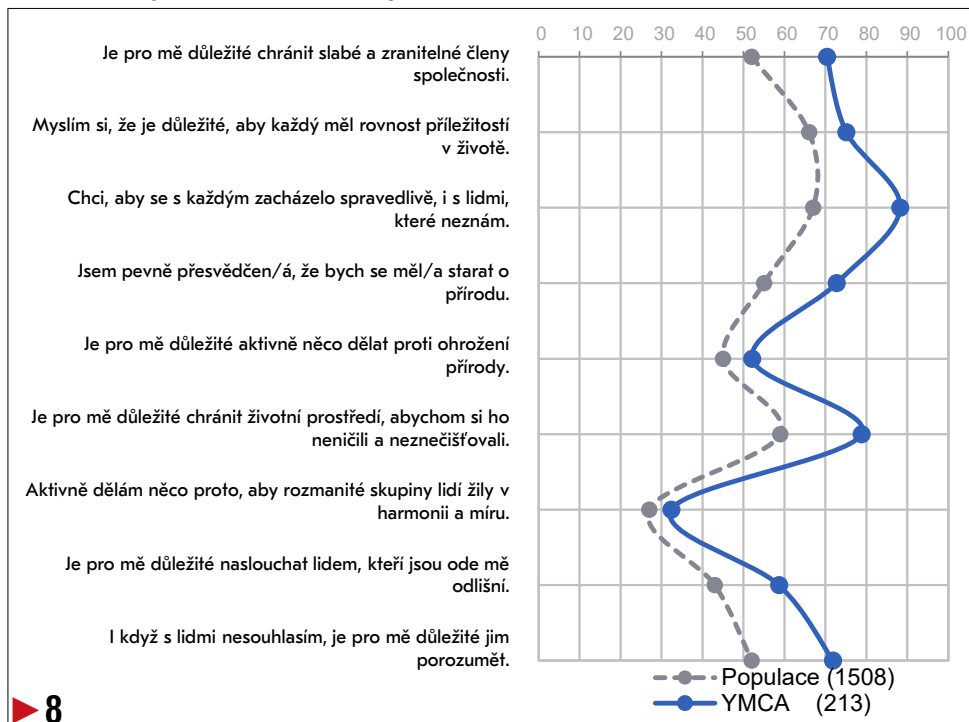 0 10 20 30 40 50 60 70 80 90 100
Je pro mě důležité chránit slabé a zranitelné členy
společnosti.
Myslím si, že je důležité, aby každý měl rovnost příležitostí
v životě.
Chci, aby se s každým zacházelo spravedlivě, i s lidmi,
které neznám.
Jsem pevně přesvědčen/á, že bych se měl/a starat o
přírodu.
Je pro mě důležité aktivně něco dělat proti ohrožení
přírody.
Je pro mě důležité chránit životní prostředí, abychom si ho
neničili a neznečišťovali.
Aktivně dělám něco proto, aby rozmanité skupiny lidí žily v
harmonii a míru.
Je pro mě důležité naslouchat lidem, kteří jsou ode mě
odlišní.
I když s lidmi nesouhlasím, je pro mě důležité jim
porozumět.
Populace (1508)
YMCA (213)
8